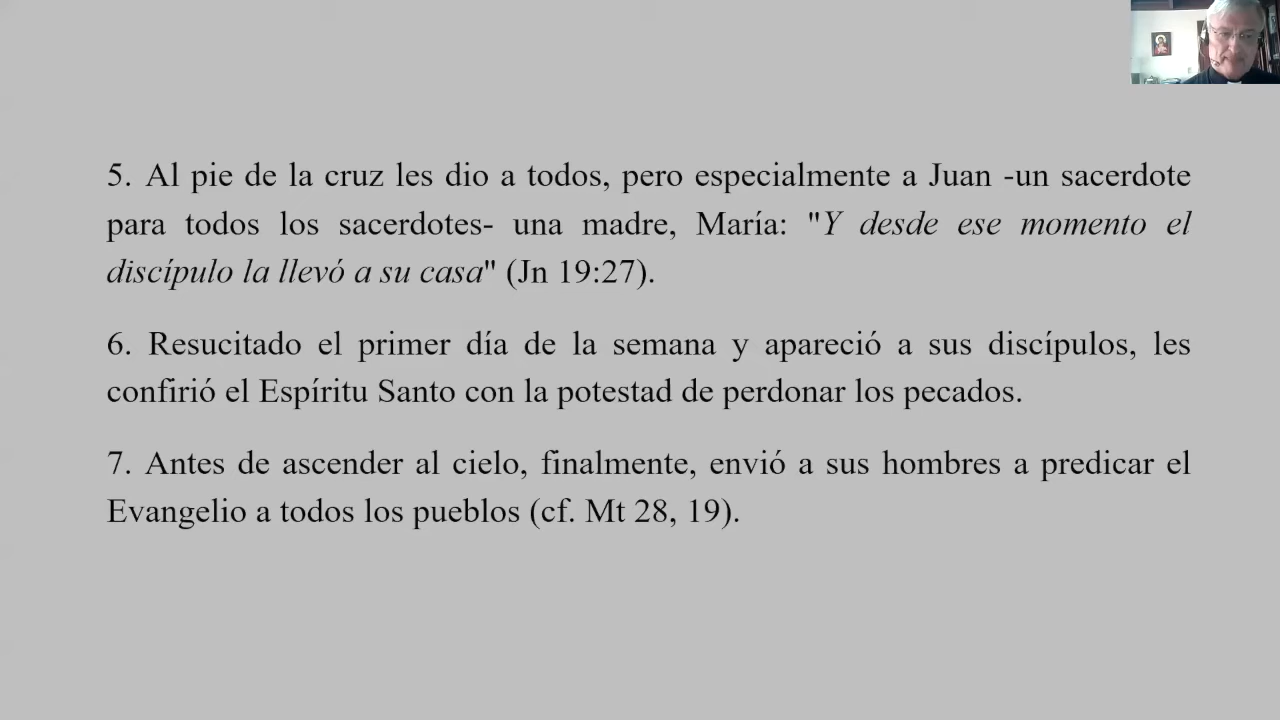 5. Al pie de la cruz les dio a todos, pero especialmente a Juan -un sacerdote
para todos los sacerdotes- una madre, María: "Y desde ese momento el
discípulo la llevó a su casa" (Jn 19:27).
6. Resucitado el primer día de la semana y apareció a sus discípulos, les
confirió el Espíritu Santo con la potestad de perdonar los pecados.
7. Antes de ascender al cielo, finalmente, envió a sus hombres a predicar el
Evangelio a todos los pueblos (cf. Mt 28, 19).